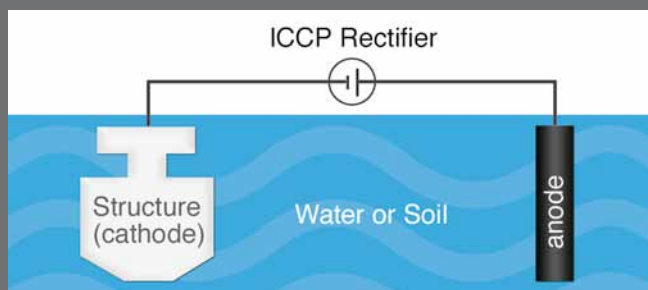 ICCP Rectifier
Structure
(cathode)
Water or Soil
anode